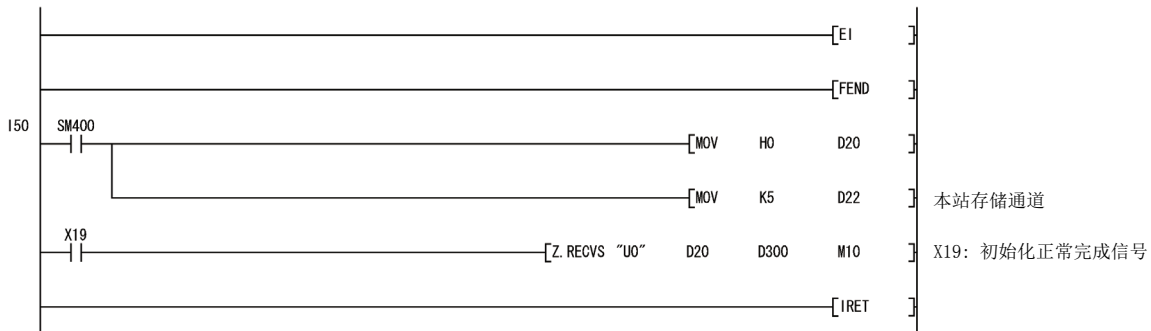 [EI ]
[FEND ]
I50 SM400 [MOV H0 D20 ]
[MOV K5 D22 ] 本站存储通道
X19 [Z.RECVS "U0" D20 D300 M10 ] X19: 初始化正常完成信号
[IRET ]